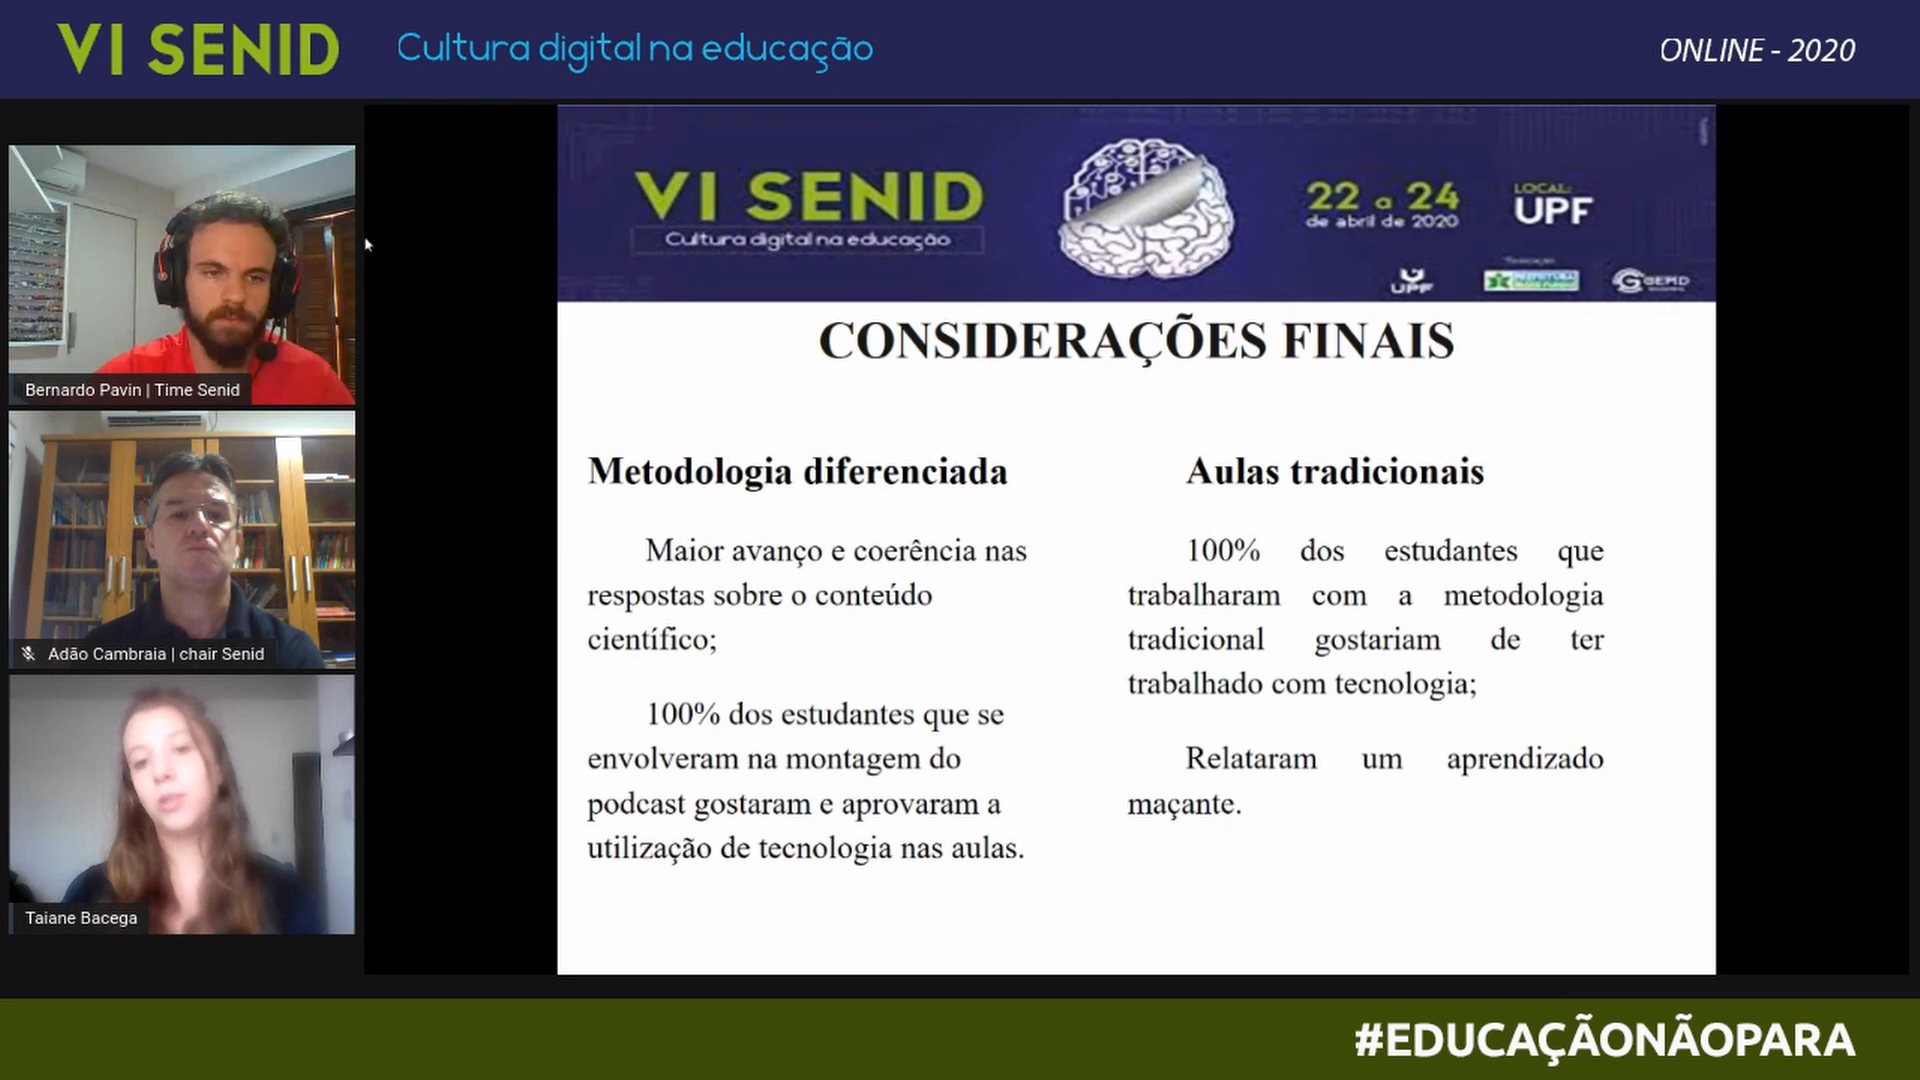 VI SENID
Cultura digital na educação
ONLINE - 2020
Bernardo Pavin | Time Senid
Adão Cambraia | chair Senid
Taiane Bacega
VI SENID
Cultura digital na educação
22 a 24
de abril de 2020
LOCAL:
UPF
UPF
GEPID
CONSIDERAÇÕES FINAIS
Metodologia diferenciada
Maior avanço e coerência nas
respostas sobre o conteúdo
científico;
100% dos estudantes que se
envolveram na montagem do
podcast gostaram e aprovaram a
utilização de tecnologia nas aulas.
Aulas tradicionais
100% dos estudantes que
trabalharam com a metodologia
tradicional gostariam de ter
trabalhado com tecnologia;
Relataram um aprendizado
maçante.
#EDUCAÇÃONÃOPARA